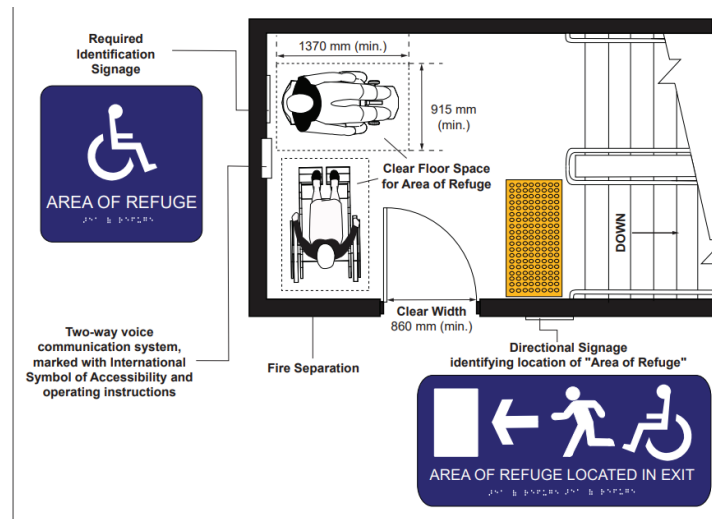 Required
Identification
Signage
AREA OF REFUGE
1370 mm (min.)
915 mm
(min.)
Clear Floor Space
for Area of Refuge
DOWN
Two-way voice
communication system,
marked with International
Symbol of Accessibility and
operating instructions
Fire Separation
Clear Width
860 mm (min.)
Directional Signage
identifying location of "Area of Refuge"
AREA OF REFUGE LOCATED IN EXIT